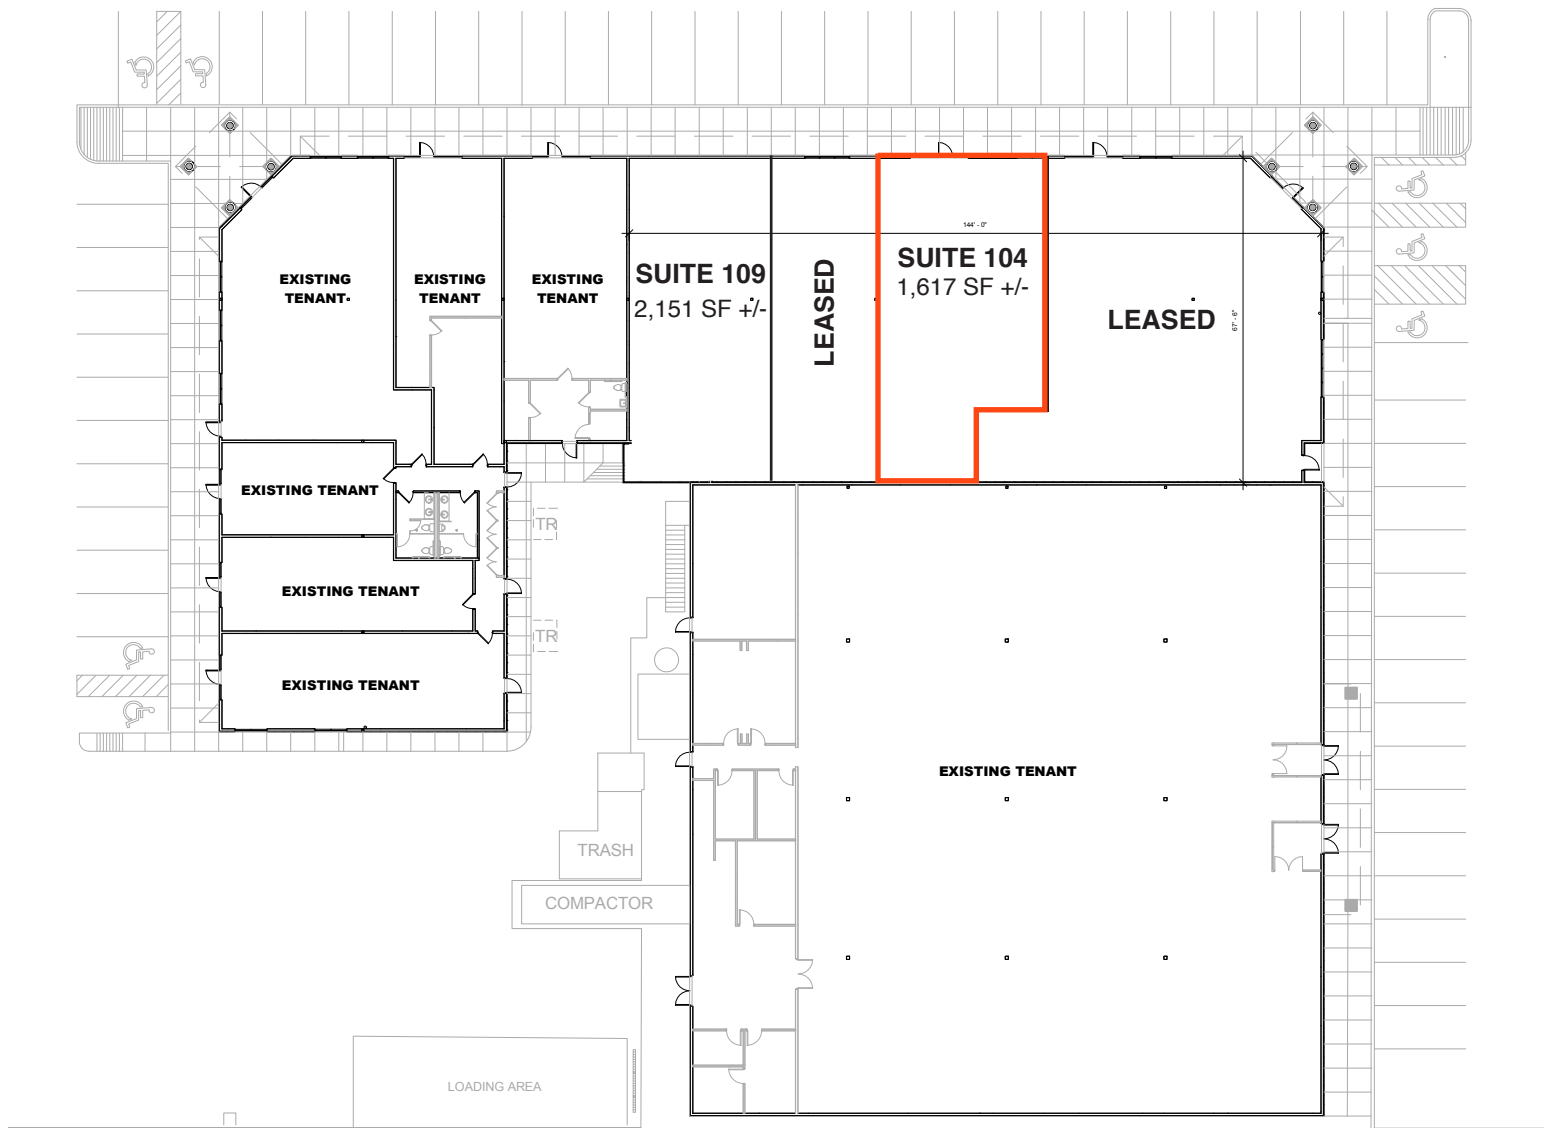 144' - 0"
SUITE 109
2,151 SF +/-
LEASED
SUITE 104
1,617 SF +/-
LEASED
67' - 6"
EXISTING
TENANT
EXISTING
TENANT
EXISTING
TENANT
EXISTING TENANT
TR
EXISTING TENANT
TR
EXISTING TENANT
EXISTING TENANT
TRASH
COMPACTOR
LOADING AREA